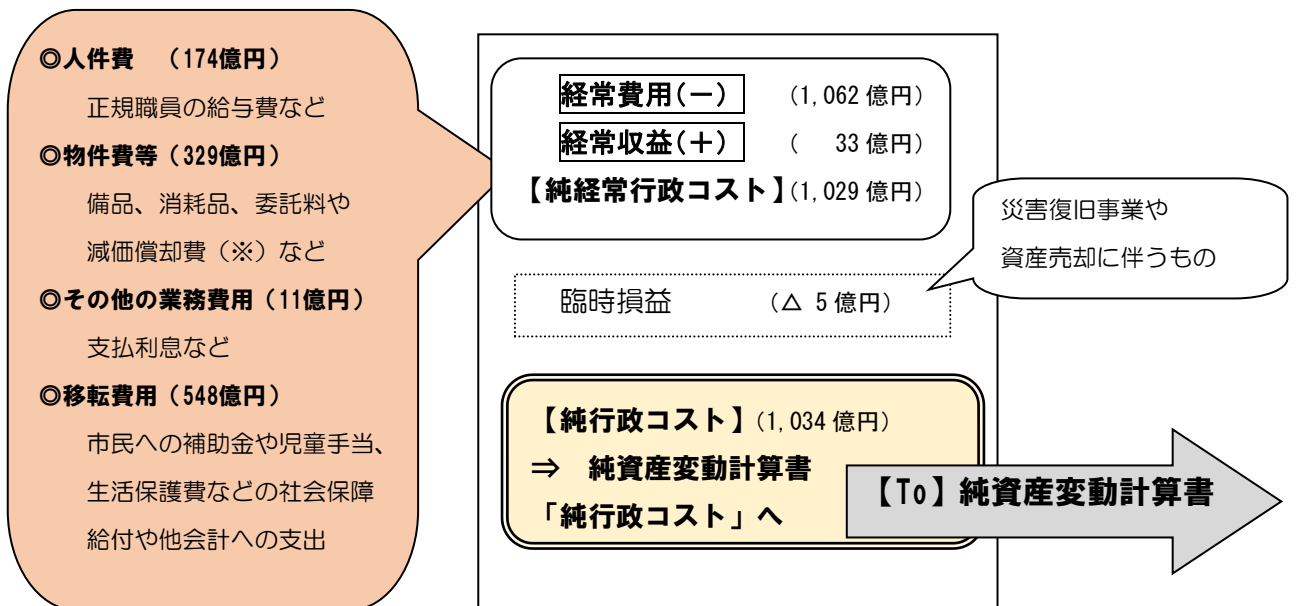 ◎人件費 （174億円）
正規職員の給与費など
◎物件費等（329億円）
備品、消耗品、委託料や
減価償却費（※）など
◎その他の業務費用（11億円）
支払利息など
◎移転費用（548億円）
市民への補助金や児童手当、
生活保護費などの社会保障
給付や他会計への支出
経常費用(－) （1,062 億円）
経常収益(＋) （ 33 億円）
【純経常行政コスト】（1,029 億円）
災害復旧事業や
資産売却に伴うもの
臨時損益 （△ 5 億円）
【純行政コスト】（1,034 億円）
⇒ 純資産変動計算書
「純行政コスト」へ
【To】純資産変動計算書